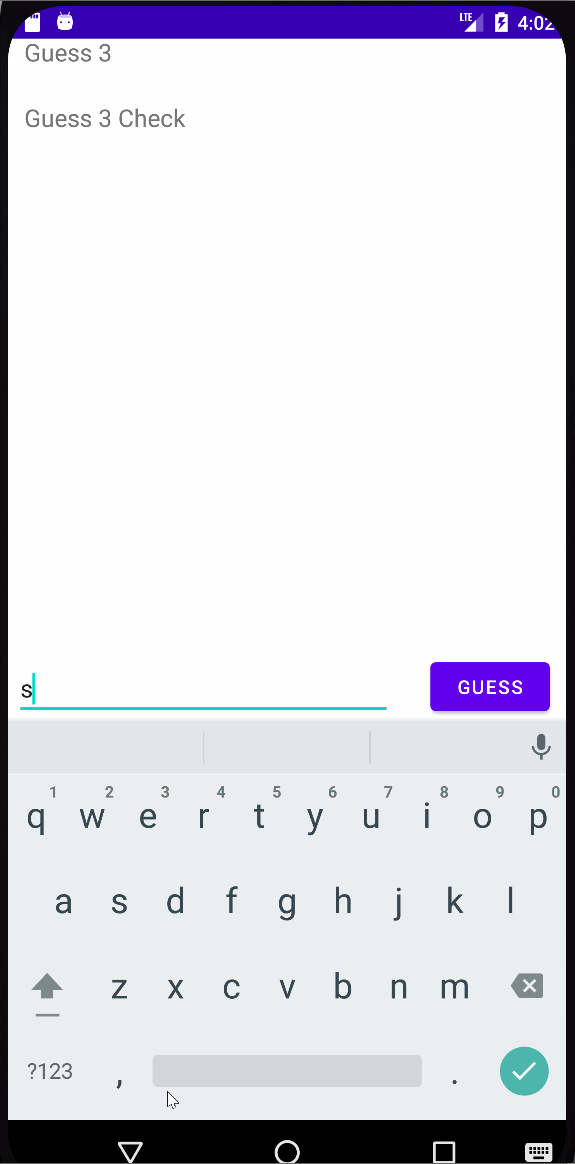 LTE 4:02
Guess 3
Guess 3 Check
s
GUESS
1 2 3 4 5 6 7 8 9 0
q w e r t y u i o p
a s d f g h j k l
z x c v b n m
?123 , .